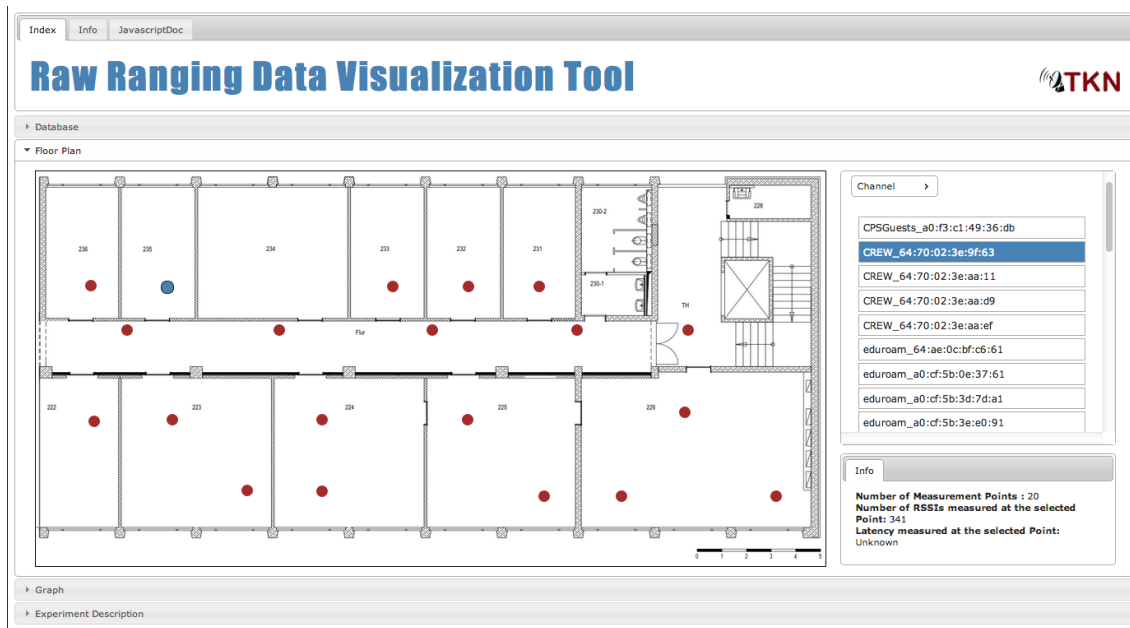 Index Info JavascriptDoc
Raw Ranging Data Visualization Tool
TKN
Database
Floor Plan
236 235 234 233 232 231 230-2 228
230-1
TH
Flur
222 223 224 225 226
0 1 2 3 4 5
Channel >
CPSGuests_a0:f3:c1:49:36:db
CREW_64:70:02:3e:9f:63
CREW_64:70:02:3e:aa:11
CREW_64:70:02:3e:aa:d9
CREW_64:70:02:3e:aa:ef
eduroam_64:ae:0c:bf:c6:61
eduroam_a0:cf:5b:0e:37:61
eduroam_a0:cf:5b:3d:7d:a1
eduroam_a0:cf:5b:3e:e0:91
Info
Number of Measurement Points : 20
Number of RSSIs measured at the selected
Point: 341
Latency measured at the selected Point:
Unknown
Graph
Experiment Description